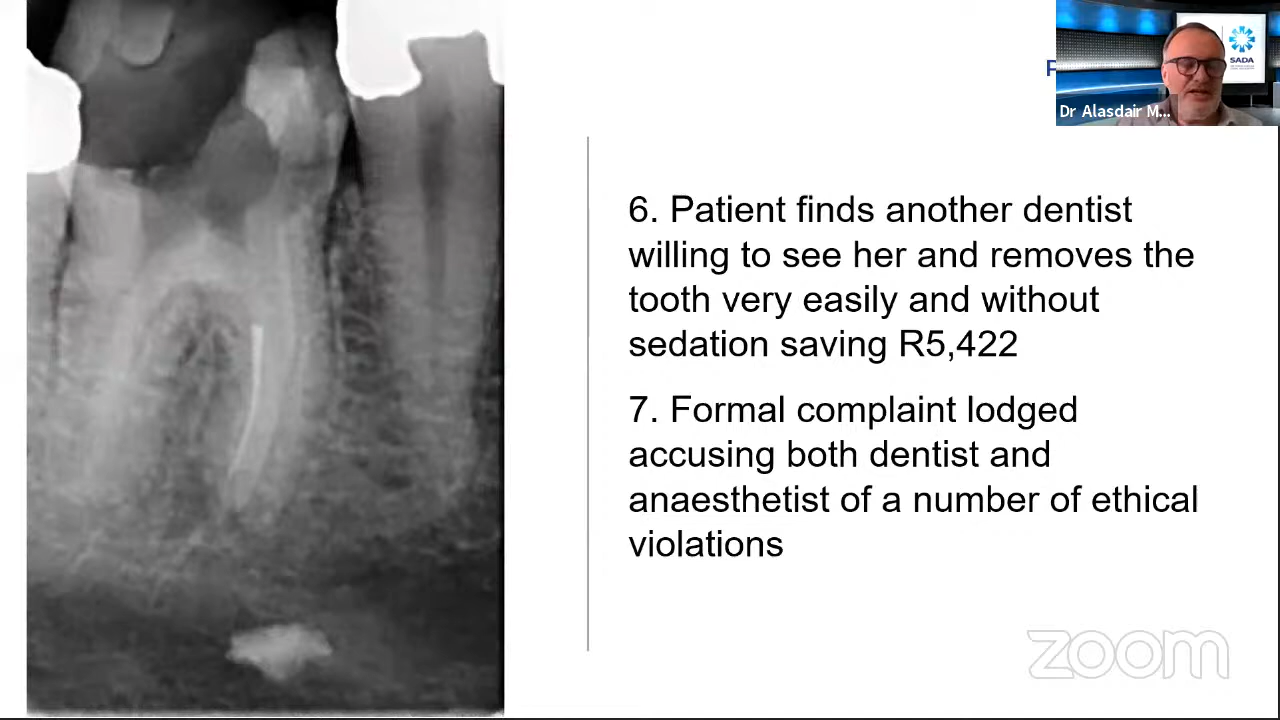 SADA
P
Dr Alasdair M...
6. Patient finds another dentist
willing to see her and removes the
tooth very easily and without
sedation saving R5,422
7. Formal complaint lodged
accusing both dentist and
anaesthetist of a number of ethical
violations
zoom